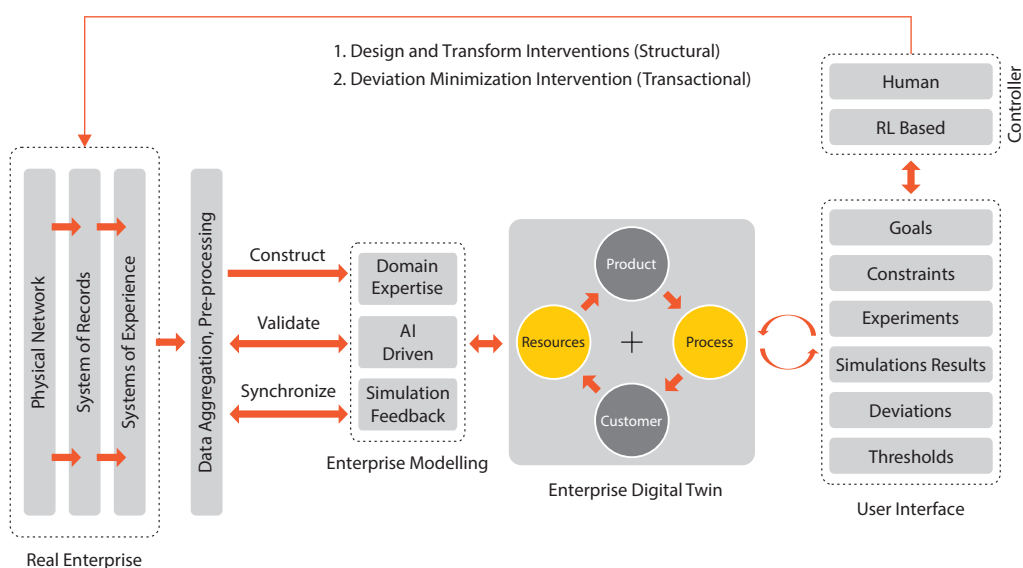 1. Design and Transform Interventions (Structural)
2. Deviation Minimization Intervention (Transactional)
Human
RL Based
Controller
Physical Network
System of Records
Systems of Experience
Real Enterprise
Data Aggregation, Pre-processing
Construct
Validate
Synchronize
Domain
Expertise
AI
Driven
Simulation
Feedback
Enterprise Modelling
Product
Resources
+
Process
Customer
Enterprise Digital Twin
Goals
Constraints
Experiments
Simulations Results
Deviations
Thresholds
User Interface